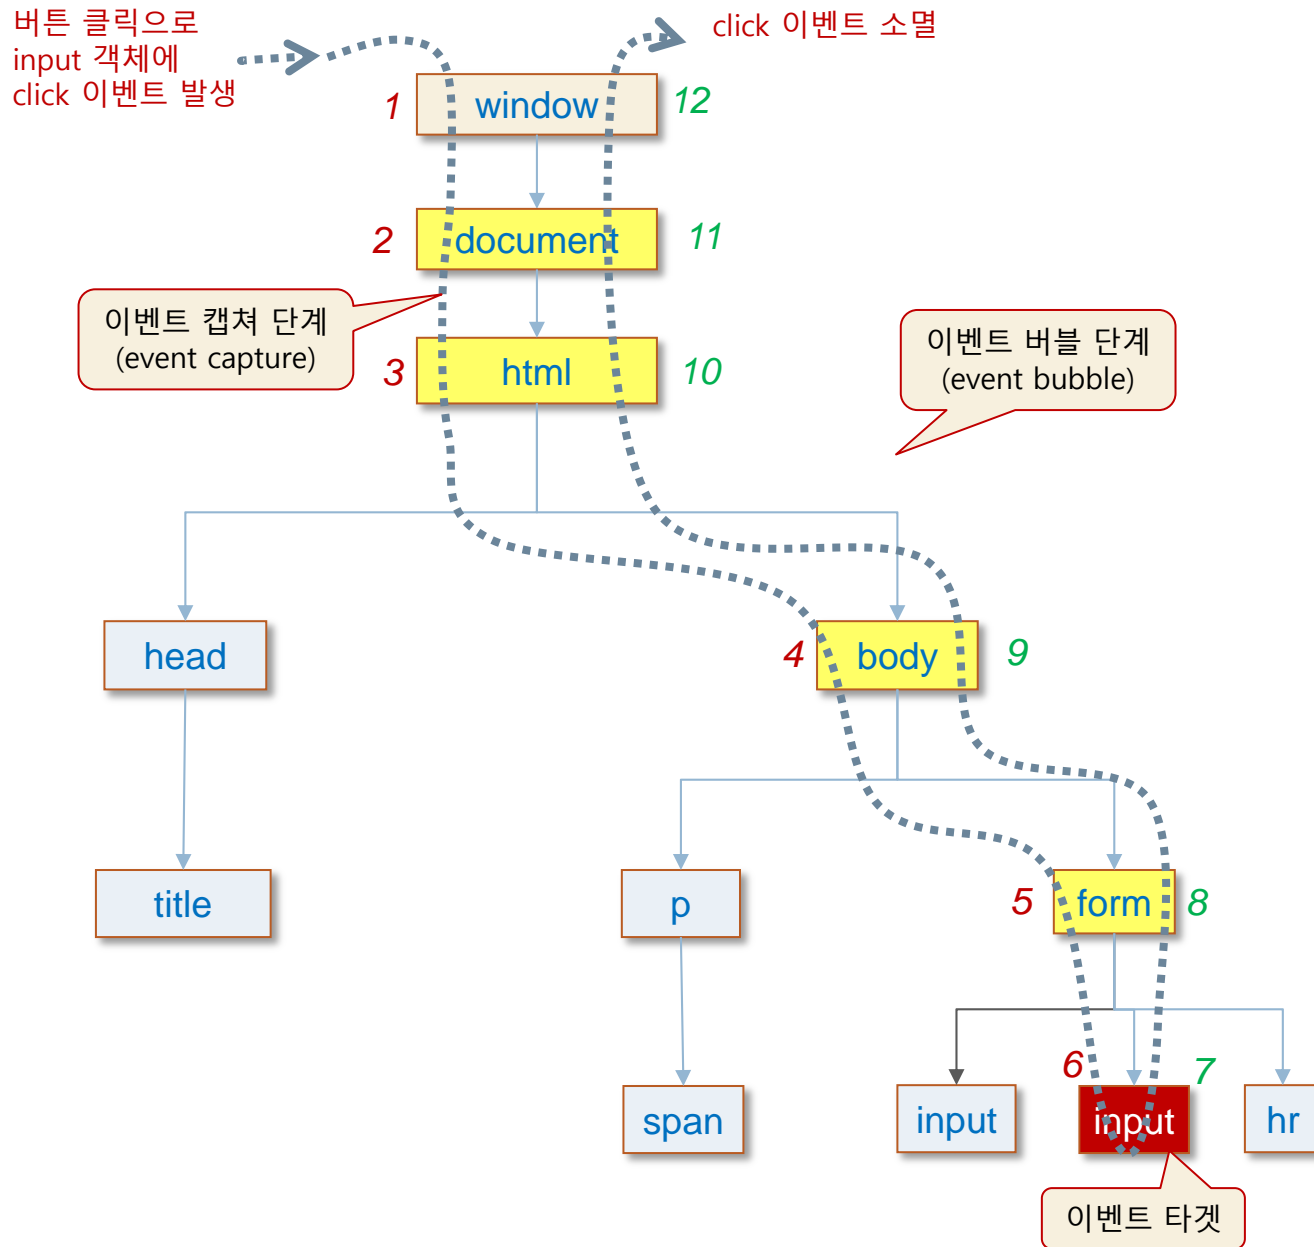 버튼 클릭으로
input 객체에
click 이벤트 발생
click 이벤트 소멸
1
window
12
2
document
11
이벤트 캡쳐 단계
(event capture)
3
html
10
이벤트 버블 단계
(event bubble)
head
4
body
9
title
p
5
form
8
6
7
span
input
input
hr
이벤트 타겟